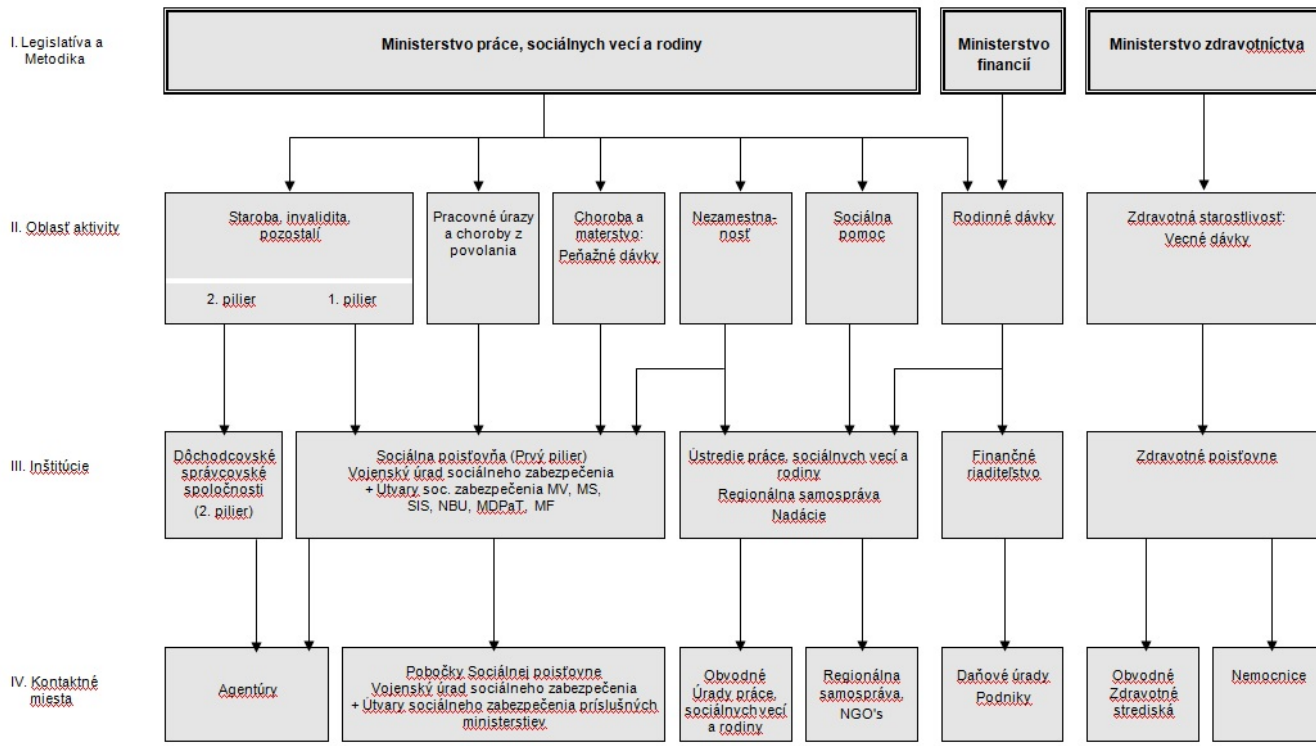 I. Legislatíva a
Metodika
Ministerstvo práce, sociálnych vecí a rodiny
Ministerstvo
financií
Ministerstvo zdravotníctva
II. Oblasť aktivity
Staroba, invalidita,
pozostalí
2. pilier
1. pilier
Pracovné úrazy
a choroby z
povolania
Choroba a
materstvo:
Peňažné dávky
Nezamestna-
nosť
Sociálna
pomoc
Rodinné dávky
Zdravotná starostlivosť:
Vecné dávky
III. Inštitúcie
Dôchodcovské
správcovské
spoločnosti
(2. pilier)
Sociálna poisťovňa (Prvý pilier)
Vojenský úrad sociálneho zabezpečenia
+ Útvary soc. zabezpečenia MV, MS,
SIS, NBU, MDPaT, MF
Ústredie práce, sociálnych vecí a
rodiny
Regionálna samospráva
Nadácie
Finančné
riaditeľstvo
Zdravotné poisťovne
IV. Kontaktné
miesta
Agentúry
Pobočky Sociálnej poisťovne
Vojenský úrad sociálneho zabezpečenia
+ Útvary sociálneho zabezpečenia príslušných
ministerstiev
Obvodné
Úrady práce,
sociálnych vecí
a rodiny
Regionálna
samospráva,
NGO's
Daňové úrady
Podniky
Obvodné
Zdravotné
strediská
Nemocnice